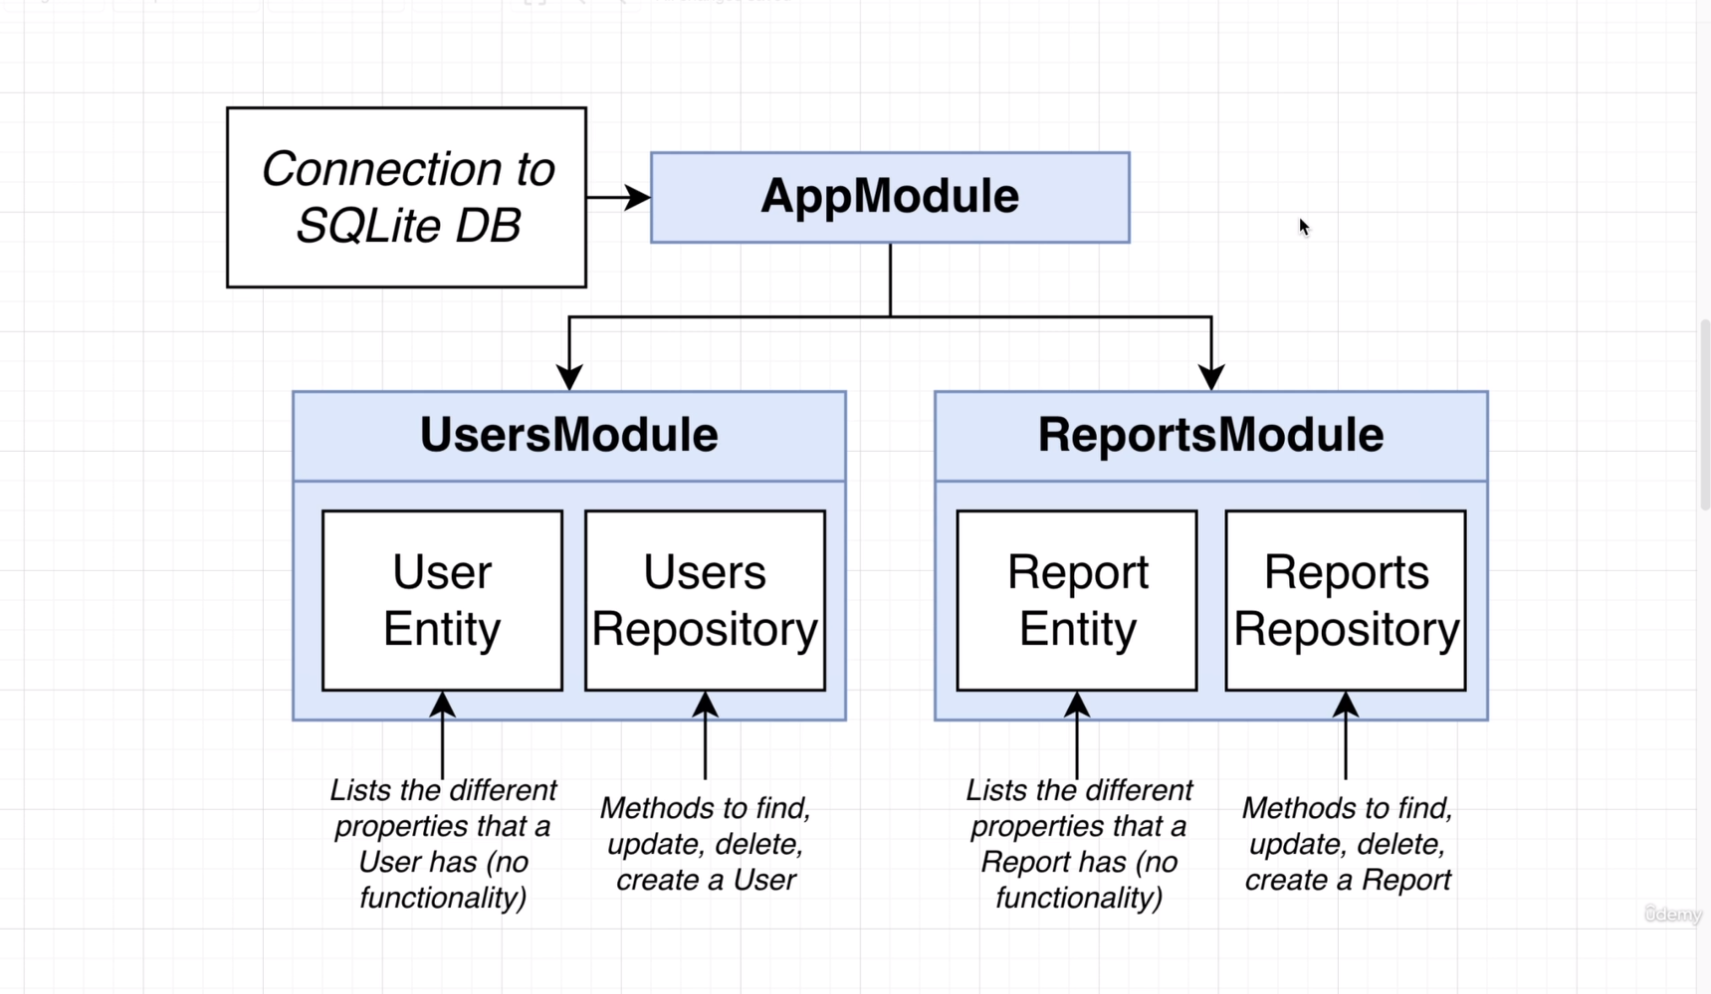 Connection to
SQLite DB
AppModule
UsersModule
User
Entity
Users
Repository
ReportsModule
Report
Entity
Reports
Repository
Lists the different
properties that a
User has (no
functionality)
Methods to find,
update, delete,
create a User
Lists the different
properties that a
Report has (no
functionality)
Methods to find,
update, delete,
create a Report
ûdemy